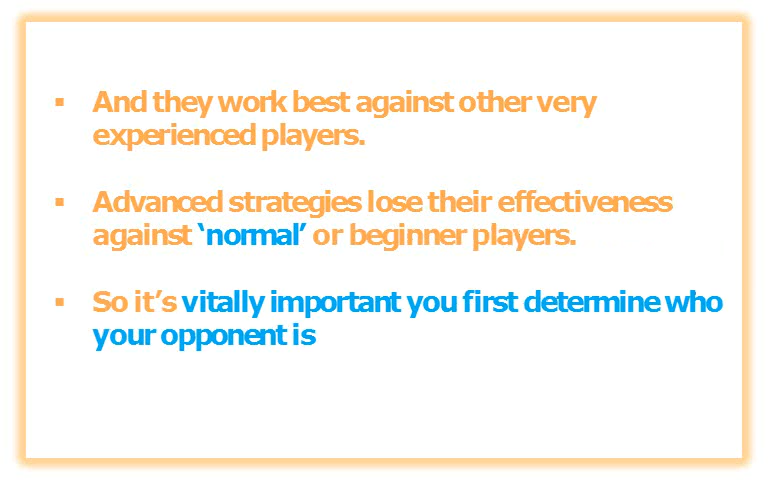 ▪ And they work best against other very
experienced players.
▪ Advanced strategies lose their effectiveness
against ‘normal’ or beginner players.
▪ So it’s vitally important you first determine who
your opponent is